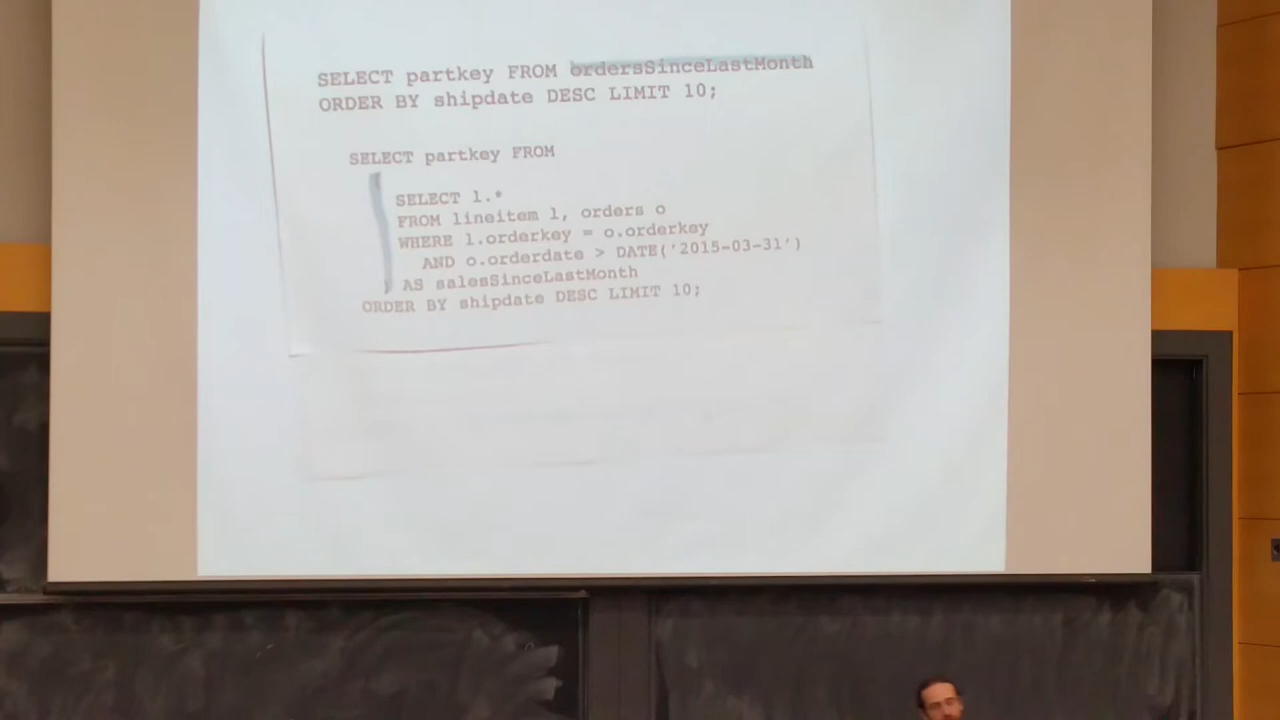 SELECT partkey FROM ordersSinceLastMonth
ORDER BY shipdate DESC LIMIT 10;
SELECT partkey FROM
SELECT l.*
FROM lineitem l, orders o
WHERE l.orderkey = o.orderkey
AND o.orderdate > DATE('2015-03-31')
) AS salesSinceLastMonth
ORDER BY shipdate DESC LIMIT 10;